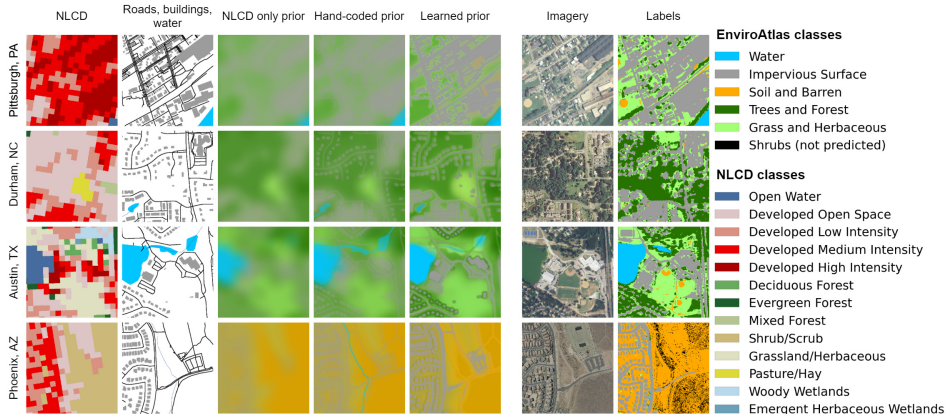 NLCD
Roads, buildings,
water
NLCD only prior
Hand-coded prior
Learned prior
Imagery
Labels
Pittsburgh, PA
Durham, NC
Austin, TX
Phoenix, AZ
EnviroAtlas classes
Water
Impervious Surface
Soil and Barren
Trees and Forest
Grass and Herbaceous
Shrubs (not predicted)
NLCD classes
Open Water
Developed Open Space
Developed Low Intensity
Developed Medium Intensity
Developed High Intensity
Deciduous Forest
Evergreen Forest
Mixed Forest
Shrub/Scrub
Grassland/Herbaceous
Pasture/Hay
Woody Wetlands
Emergent Herbaceous Wetlands